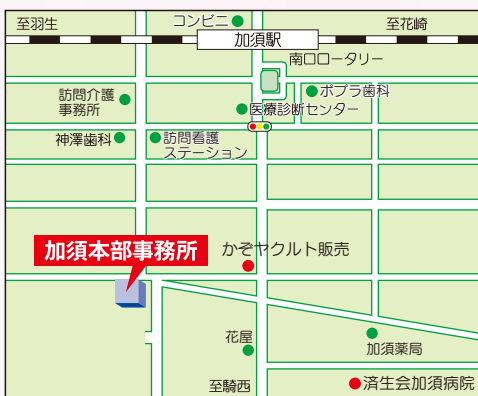 至羽生
コンビニ
至花崎
加須駅
南口ロータリー
訪問介護
事務所
ポプラ歯科
医療診断センター
神澤歯科
訪問看護
ステーション
加須本部事務所
かぞヤクルト販売
花屋
加須薬局
至騎西
済生会加須病院